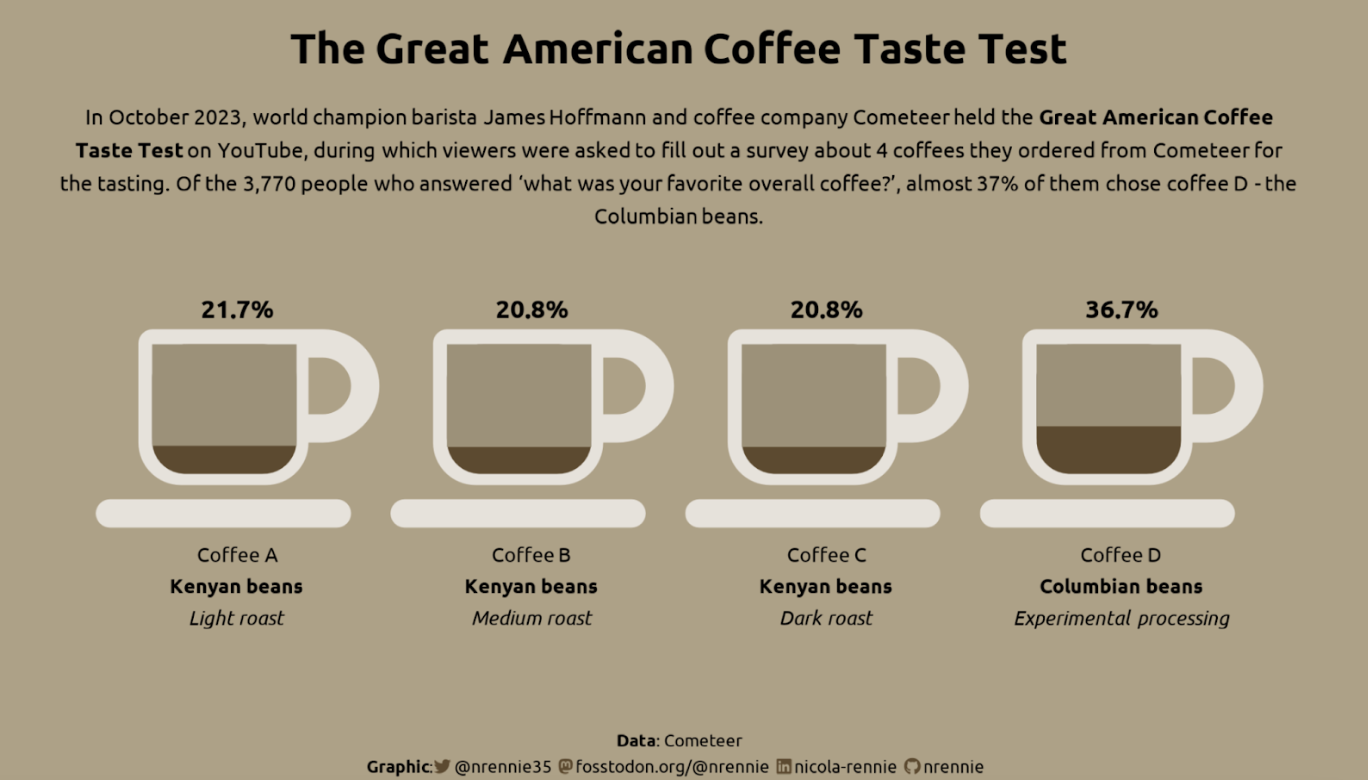 The Great American Coffee Taste Test
In October 2023, world champion barista James Hoffmann and coffee company Cometeer held the Great American Coffee
Taste Test on YouTube, during which viewers were asked to fill out a survey about 4 coffees they ordered from Cometeer for
the tasting. Of the 3,770 people who answered ‘what was your favorite overall coffee?’, almost 37% of them chose coffee D - the
Columbian beans.
21.7% 20.8% 20.8% 36.7%
Coffee A Coffee B Coffee C Coffee D
Kenyan beans Kenyan beans Kenyan beans Columbian beans
Light roast Medium roast Dark roast Experimental processing
Data: Cometeer
Graphic: @nrennie35 fosstodon.org/@nrennie nicola-rennie nrennie